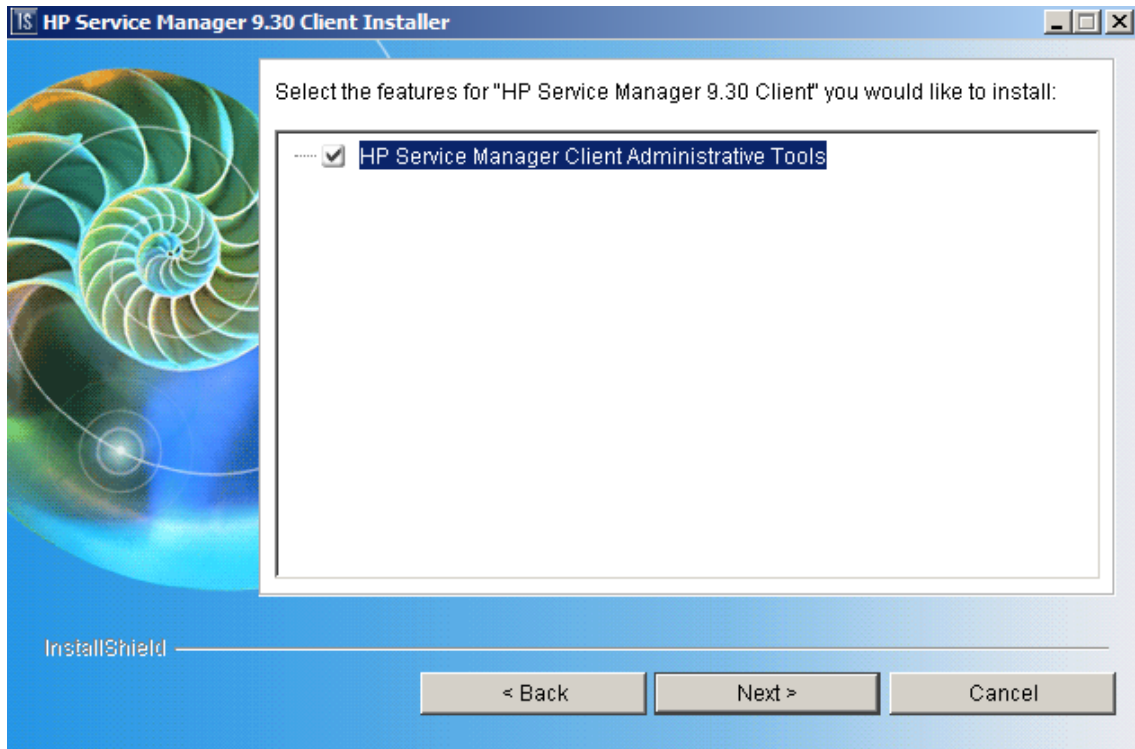 HP Service Manager 9.30 Client Installer
Select the features for "HP Service Manager 9.30 Client" you would like to install:
HP Service Manager Client Administrative Tools
InstallShield
< Back Next > Cancel